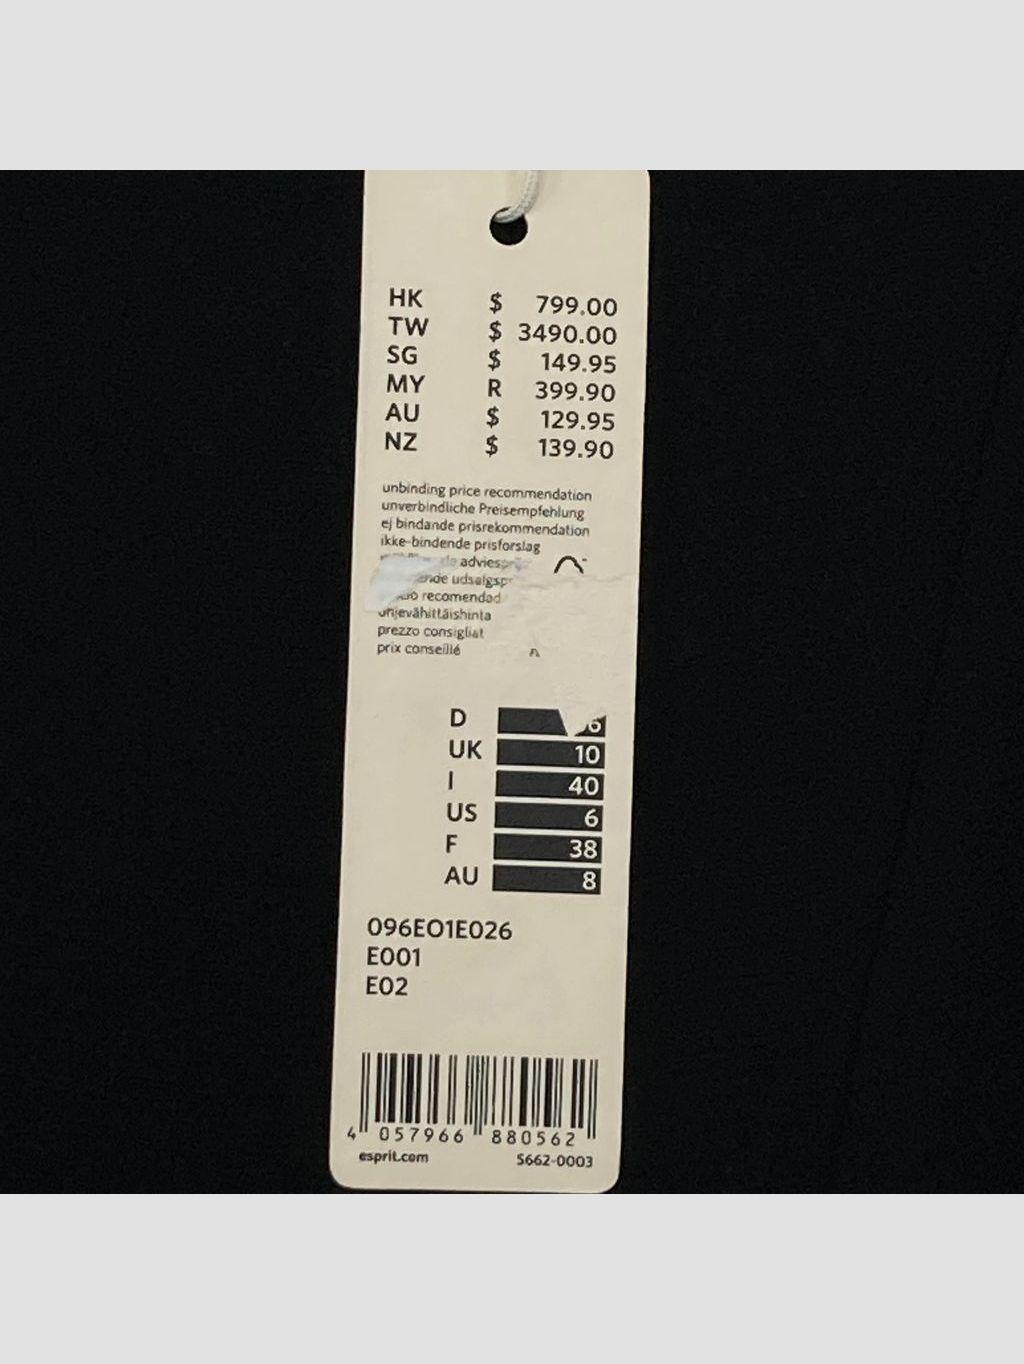 HK $ 799.00
TW $ 3490.00
SG $ 149.95
MY R 399.90
AU $ 129.95
NZ $ 139.90
unbinding price recommendation
unverbindliche Preisempfehlung
ej bindande prisrekommendation
ikke-bindende prisforslag
recomendad
ohjevähittäishinta
prezzo consigliat
prix conseillé
D
UK 10
I 40
US 6
F 38
AU 8
096EO1E026
E001
E02
4 057966 880562
esprit.com 5662-0003